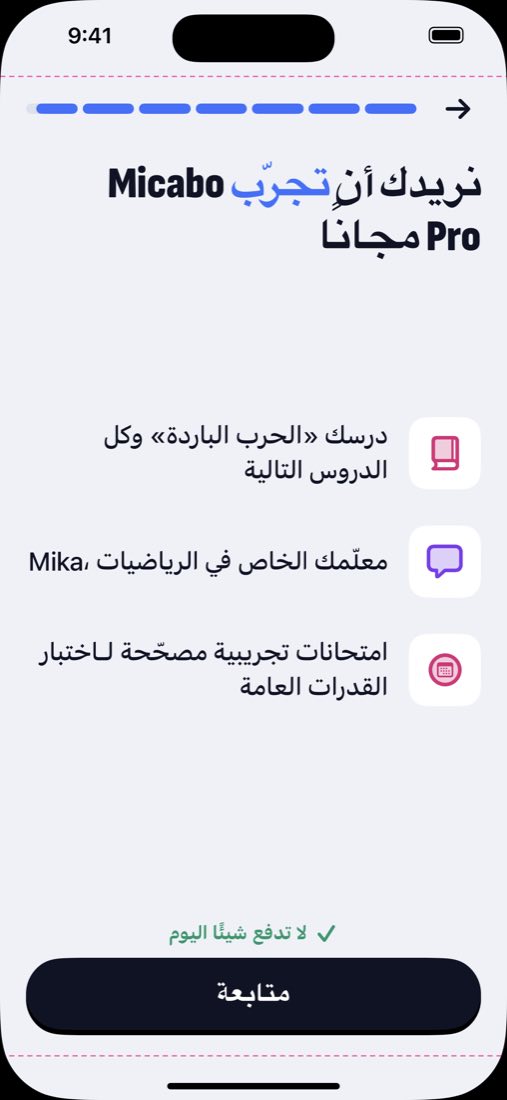 9:41
نريدك أن تجرّب Micabo
Pro مجانًا
درسك «الحرب الباردة» وكل
الدروس التالية
معلّمك الخاص في الرياضيات، Mika
امتحانات تجريبية مصحّحة لـاختبار
القدرات العامة
لا تدفع شيئًا اليوم
متابعة